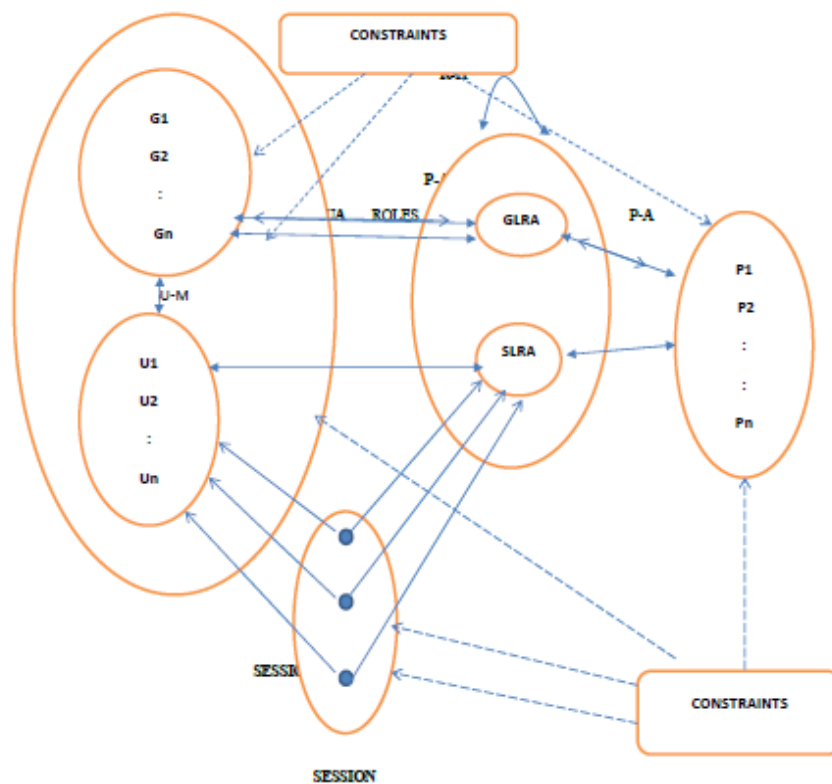 CONSTRAINTS
G1
G2
:
Gn
UA ROLES
GLRA
P-A
U-M
P1
P2
:
:
Pn
U1
U2
:
Un
SLRA
CONSTRAINTS
SESSION